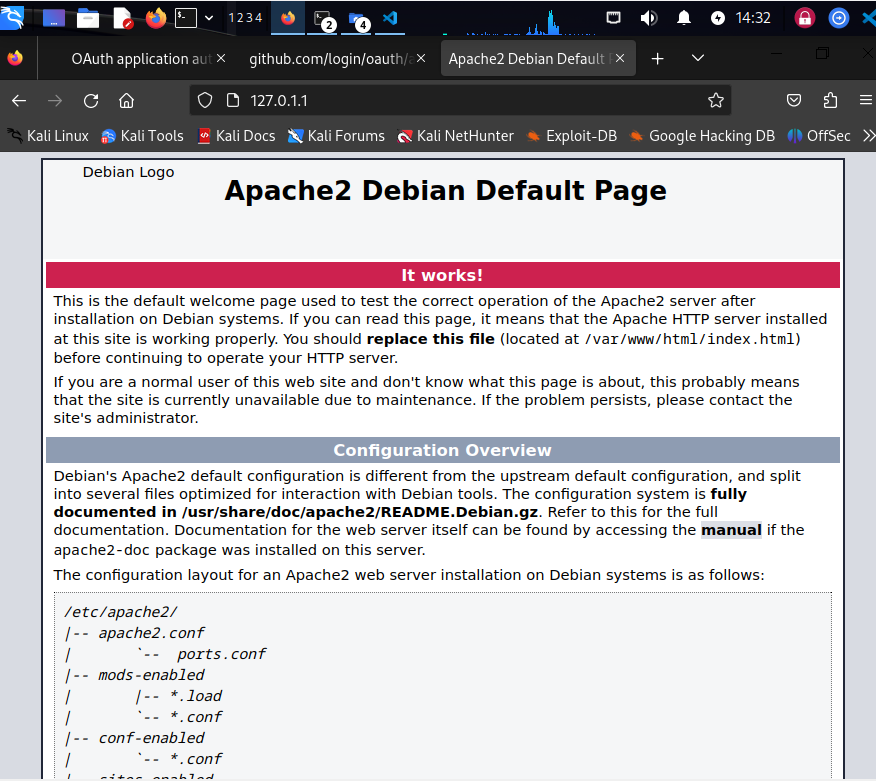 1 2 3 4
2
4
14:32
OAuth application aut
github.com/login/oauth/a
Apache2 Debian Default P
127.0.1.1
Kali Linux
Kali Tools
Kali Docs
Kali Forums
Kali NetHunter
Exploit-DB
Google Hacking DB
OffSec
Debian Logo
Apache2 Debian Default Page
It works!
This is the default welcome page used to test the correct operation of the Apache2 server after
installation on Debian systems. If you can read this page, it means that the Apache HTTP server installed
at this site is working properly. You should replace this file (located at /var/www/html/index.html)
before continuing to operate your HTTP server.
If you are a normal user of this web site and don't know what this page is about, this probably means
that the site is currently unavailable due to maintenance. If the problem persists, please contact the
site's administrator.
Configuration Overview
Debian's Apache2 default configuration is different from the upstream default configuration, and split
into several files optimized for interaction with Debian tools. The configuration system is fully
documented in /usr/share/doc/apache2/README.Debian.gz. Refer to this for the full
documentation. Documentation for the web server itself can be found by accessing the manual if the
apache2-doc package was installed on this server.
The configuration layout for an Apache2 web server installation on Debian systems is as follows:
/etc/apache2/
|-- apache2.conf
|       `--  ports.conf
|-- mods-enabled
|       |-- *.load
|       `-- *.conf
|-- conf-enabled
|       `-- *.conf
|-- sites-enabled